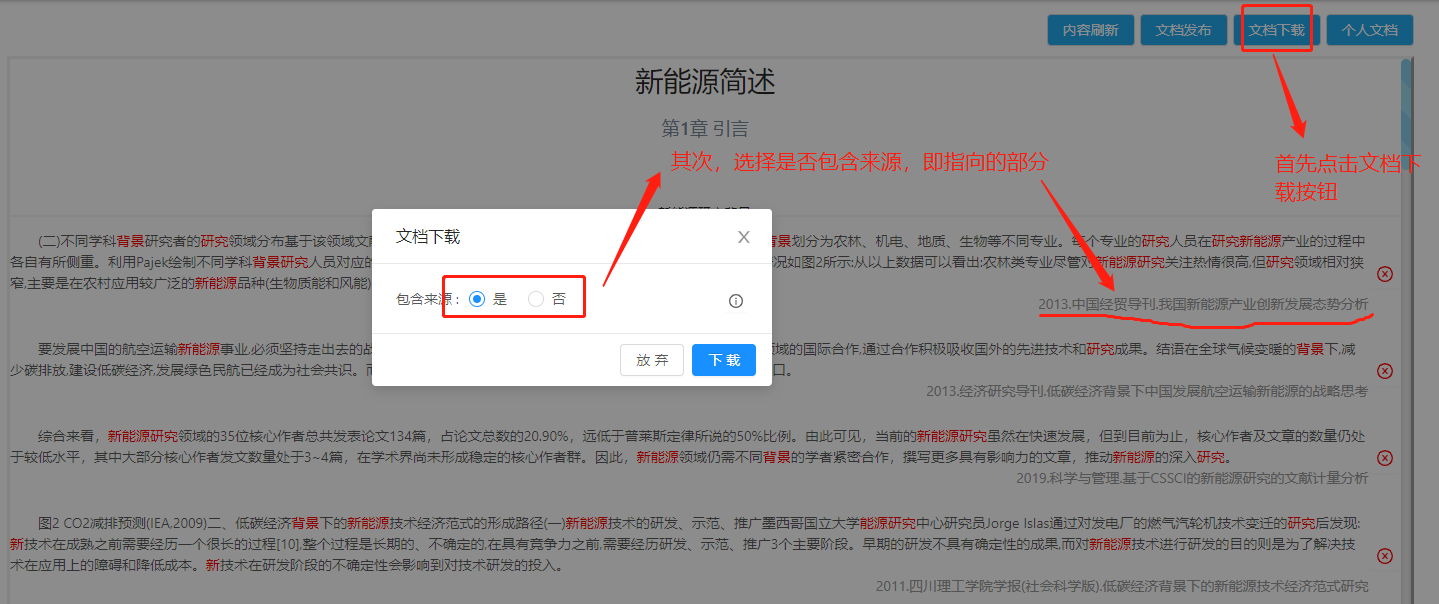 内容刷新 文档发布 文档下载 个人文档
新能源简述
第1章 引言
首先点击文档下
载按钮
其次，选择是否包含来源，即指向的部分
(二)不同学科背景研究者的研究领域分布基于该领域文 景划分为农林、机电、地质、生物等不同专业。每个专业的研究人员在研究新能源产业的过程中
各自有所侧重。利用Pajek绘制不同学科背景研究人员对应的 况如图2所示:从以上数据可以看出:农林类专业尽管对新能源研究关注热情很高,但研究领域相对狭
窄,主要是在农村应用较广泛的新能源品种(生物质能和风能)
2013.中国经贸导刊.我国新能源产业创新发展态势分析
文档下载
包含来源 : 是 否
放 弃 下 载
要发展中国的航空运输新能源事业,必须坚持走出去的 域的国际合作,通过合作积极吸收国外的先进技术和研究成果。结语在全球气候变暖的背景下,减
少碳排放,建设低碳经济,发展绿色民航已经成为社会共识。 口。
2013.经济研究导刊.低碳经济背景下中国发展航空运输新能源的战略思考
综合来看，新能源研究领域的35位核心作者总共发表论文134篇，占论文总数的20.90%，远低于普莱斯定律所说的50%比例。由此可见，当前的新能源研究虽然在快速发展，但到目前为止，核心作者及文章的数量仍处
于较低水平，其中大部分核心作者发文数量处于3~4篇，在学术界尚未形成稳定的核心作者群。因此，新能源领域仍需不同背景的学者紧密合作，撰写更多具有影响力的文章，推动新能源的深入研究。
2019.科学与管理.基于CSSCI的新能源研究的文献计量分析
图2 CO2减排预测(IEA,2009)二、低碳经济背景下的新能源技术经济范式的形成路径(一)新能源技术的研发、示范、推广墨西哥国立大学能源研究中心研究员Jorge Islas通过对发电厂的燃气汽轮机技术变迁的研究后发现:
新技术在成熟之前需要经历一个很长的过程[10],整个过程是长期的、不确定的,在具有竞争力之前,需要经历研发、示范、推广3个主要阶段。早期的研发不具有确定性的成果,而对新能源技术进行研发的目的则是为了解决技
术在应用上的障碍和降低成本。新技术在研发阶段的不确定性会影响到对技术研发的投入。
2011.四川理工学院学报(社会科学版).低碳经济背景下的新能源技术经济范式研究